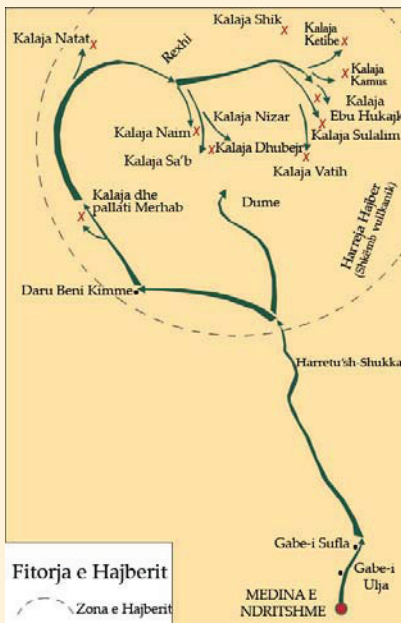 Kalaja Shik
Kalaja
Ketibe
Kalaja Natat
Rexhi
Kalaja
Kamus
Kalaja Nizar
Kalaja
Ebu Hukajk
Kalaja Naim
Kalaja Sulalim
Kalaja Sa'b
Kalaja Dhubejr
Kalaja Vatih
Kalaja dhe
pallati Merhab
Dume
Harreja Hajber
(Shkëmb vullkanik)
Daru Beni Kimme
Harretu'sh-Shukka
Gabe-i Sufla
Gabe-i
Ulja
MEDINA E
NDRITSHME
Fitorja e Hajberit
Zona e Hajberit